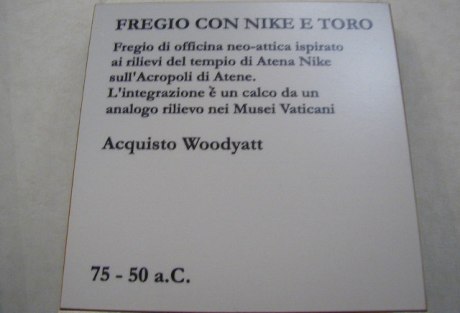 FREGIO CON NIKE E TORO
Fregio di officina neo-attica ispirato
ai rilievi del tempio di Atena Nike
sull'Acropoli di Atene.
L'integrazione è un calco da un
analogo rilievo nei Musei Vaticani
Acquisto Woodyatt
75 - 50 a.C.